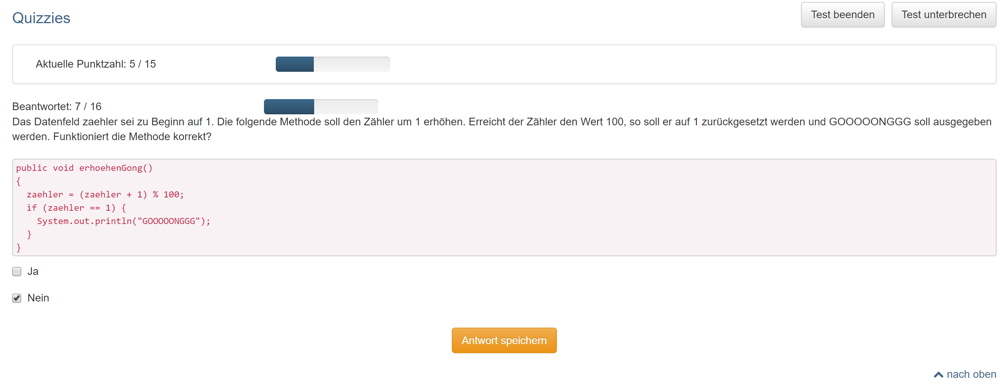 Quizzies
Test beenden
Test unterbrechen
Aktuelle Punktzahl: 5 / 15
Beantwortet: 7 / 16
Das Datenfeld zaehler sei zu Beginn auf 1. Die folgende Methode soll den Zähler um 1 erhöhen. Erreicht der Zähler den Wert 100, so soll er auf 1 zurückgesetzt werden und GOOOOONGGG soll ausgegeben
werden. Funktioniert die Methode korrekt?
public void erhoehenGong()
{
  zaehler = (zaehler + 1) % 100;
  if (zaehler == 1) {
    System.out.println("GOOOOONGGG");
  }
}
Ja
Nein
Antwort speichern
nach oben